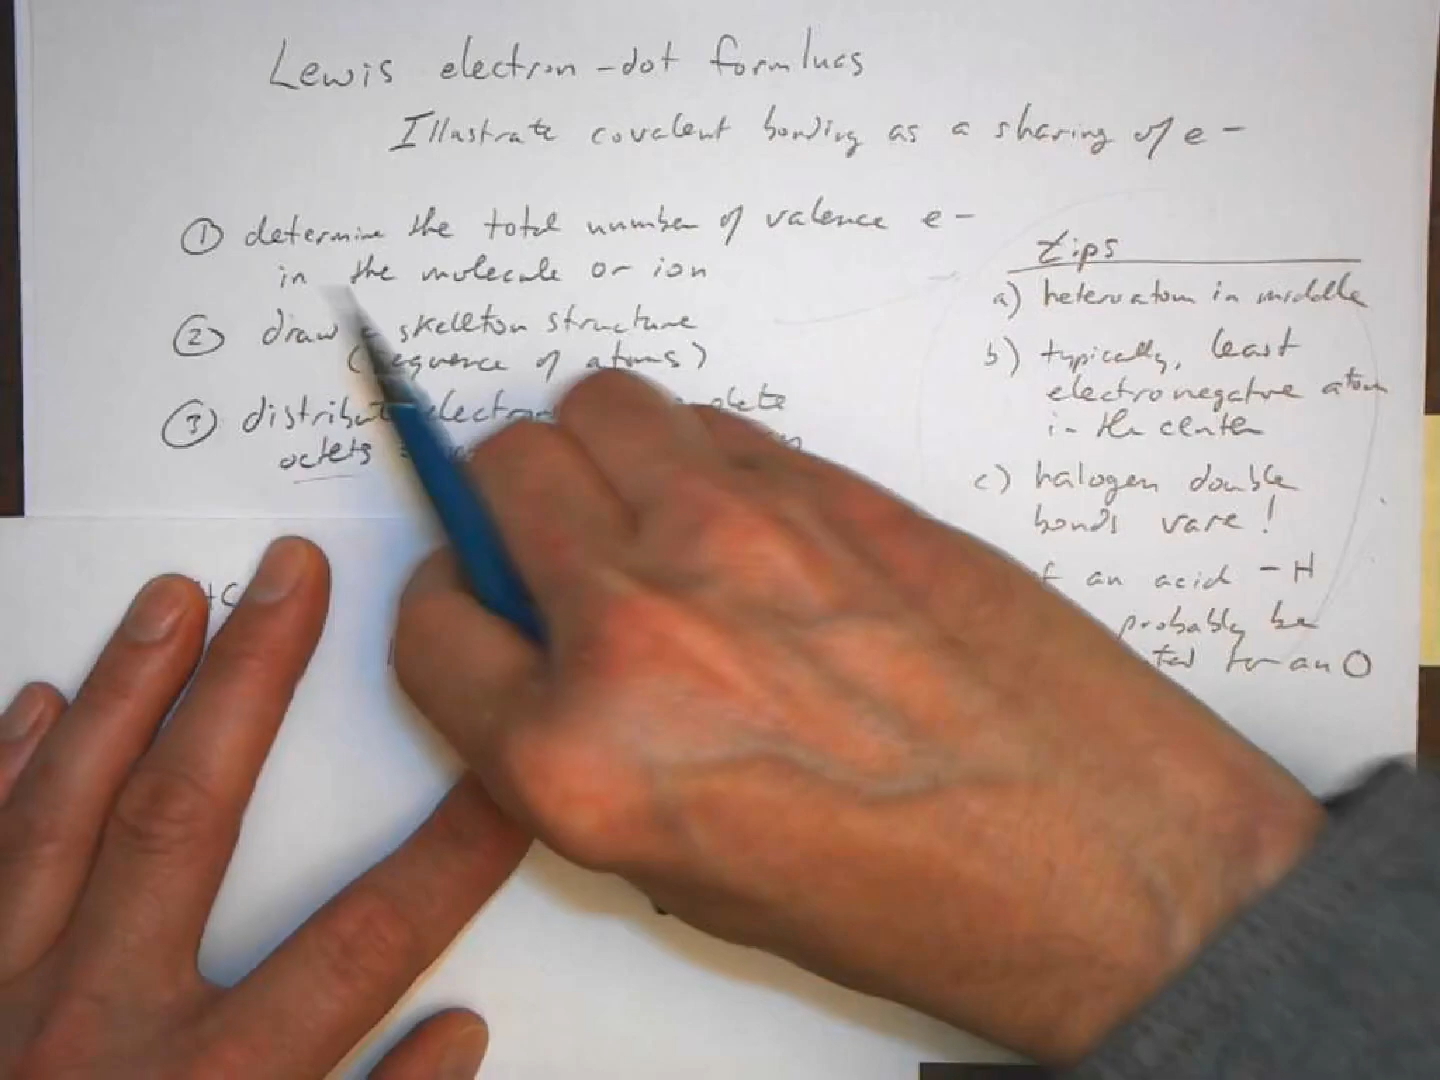 Lewis electron-dot formluas
Illustrate covalent bonding as a sharing of e-
① determine the total number of valence e-
in the molecule or ion
② draw a skeleton structure
(sequence of atoms)
③ distribute
octets
tips
a) heteroatom in middle
b) typically, least
electronegative atom
in the center
c) halogen double
bonds rare!
an acid -H
probably be
for an O